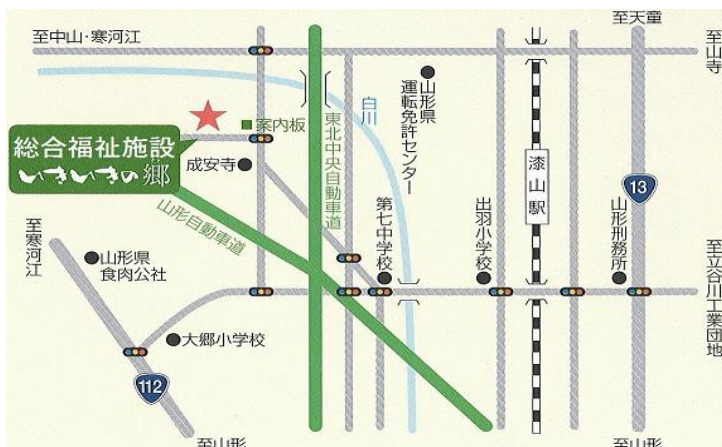 至天童
至中山・寒河江
至山寺
白川
山形県
運転免許センター
案内板
東北中央自動車道
総合福祉施設
いきいきの郷
成安寺
漆山駅
13
山形自動車道
第七中学校
出羽小学校
山形刑務所
至寒河江
山形県
食肉公社
至立谷川工業団地
大郷小学校
112
至山形
至山形